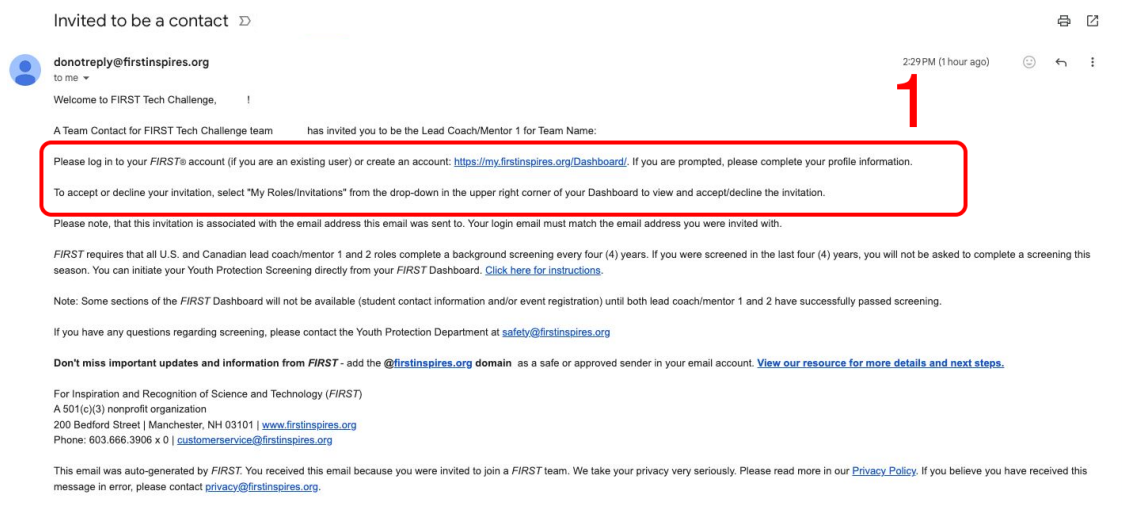 Invited to be a contact
donotreply@firstinspires.org
2:29 PM (1 hour ago)
to me
1
Welcome to FIRST Tech Challenge, !
A Team Contact for FIRST Tech Challenge team has invited you to be the Lead Coach/Mentor 1 for Team Name:
Please log in to your FIRST® account (if you are an existing user) or create an account: https://my.firstinspires.org/Dashboard/. If you are prompted, please complete your profile information.
To accept or decline your invitation, select "My Roles/Invitations" from the drop-down in the upper right corner of your Dashboard to view and accept/decline the invitation.
Please note, that this invitation is associated with the email address this email was sent to. Your login email must match the email address you were invited with.
FIRST requires that all U.S. and Canadian lead coach/mentor 1 and 2 roles complete a background screening every four (4) years. If you were screened in the last four (4) years, you will not be asked to complete a screening this
season. You can initiate your Youth Protection Screening directly from your FIRST Dashboard. Click here for instructions.
Note: Some sections of the FIRST Dashboard will not be available (student contact information and/or event registration) until both lead coach/mentor 1 and 2 have successfully passed screening.
If you have any questions regarding screening, please contact the Youth Protection Department at safety@firstinspires.org
Don't miss important updates and information from FIRST - add the @firstinspires.org domain as a safe or approved sender in your email account. View our resource for more details and next steps.
For Inspiration and Recognition of Science and Technology (FIRST)
A 501(c)(3) nonprofit organization
200 Bedford Street | Manchester, NH 03101 | www.firstinspires.org
Phone: 603.666.3906 x 0 | customerservice@firstinspires.org
This email was auto-generated by FIRST. You received this email because you were invited to join a FIRST team. We take your privacy very seriously. Please read more in our Privacy Policy. If you believe you have received this
message in error, please contact privacy@firstinspires.org.